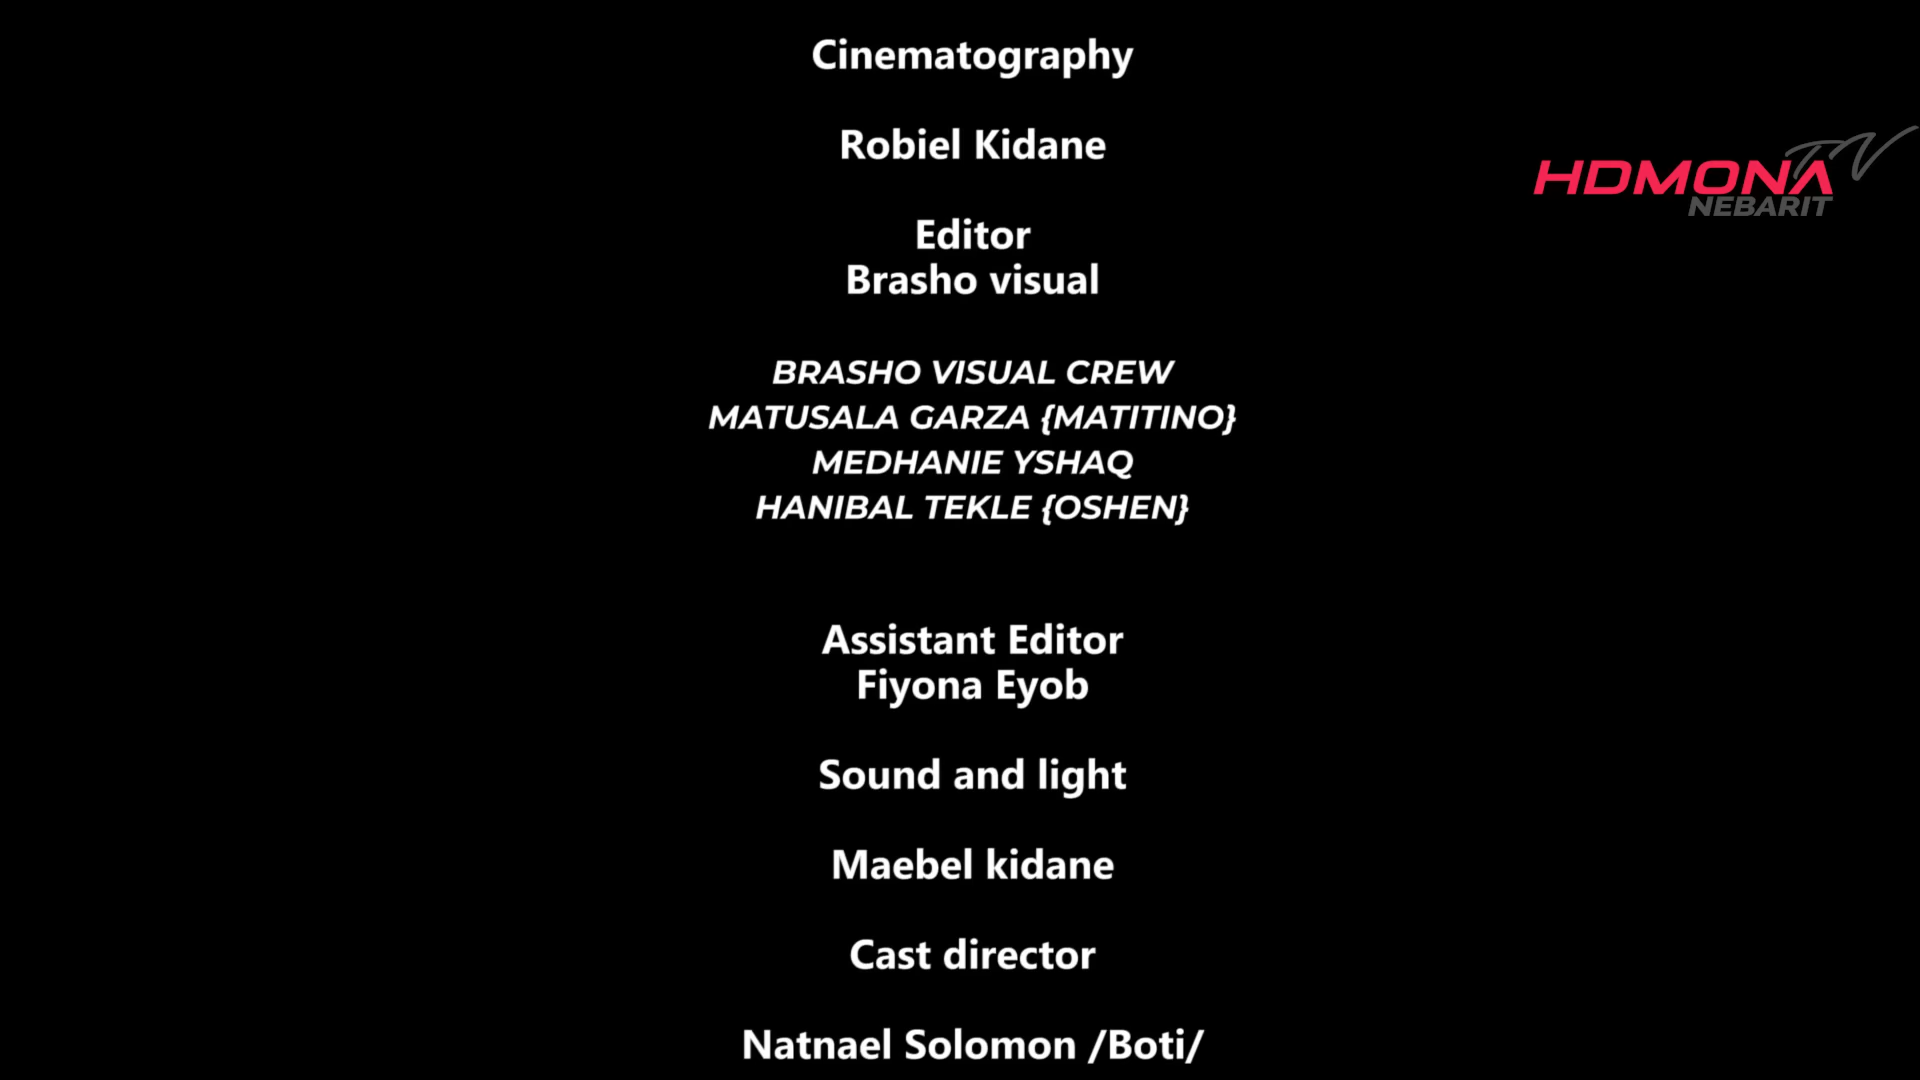 Cinematography
Robiel Kidane
HDMONA TV
NEBARIT
Editor
Brasho visual
BRASHO VISUAL CREW
MATUSALA GARZA {MATITINO}
MEDHANIE YSHAQ
HANIBAL TEKLE {OSHEN}
Assistant Editor
Fiyona Eyob
Sound and light
Maebel kidane
Cast director
Natnael Solomon /Boti/